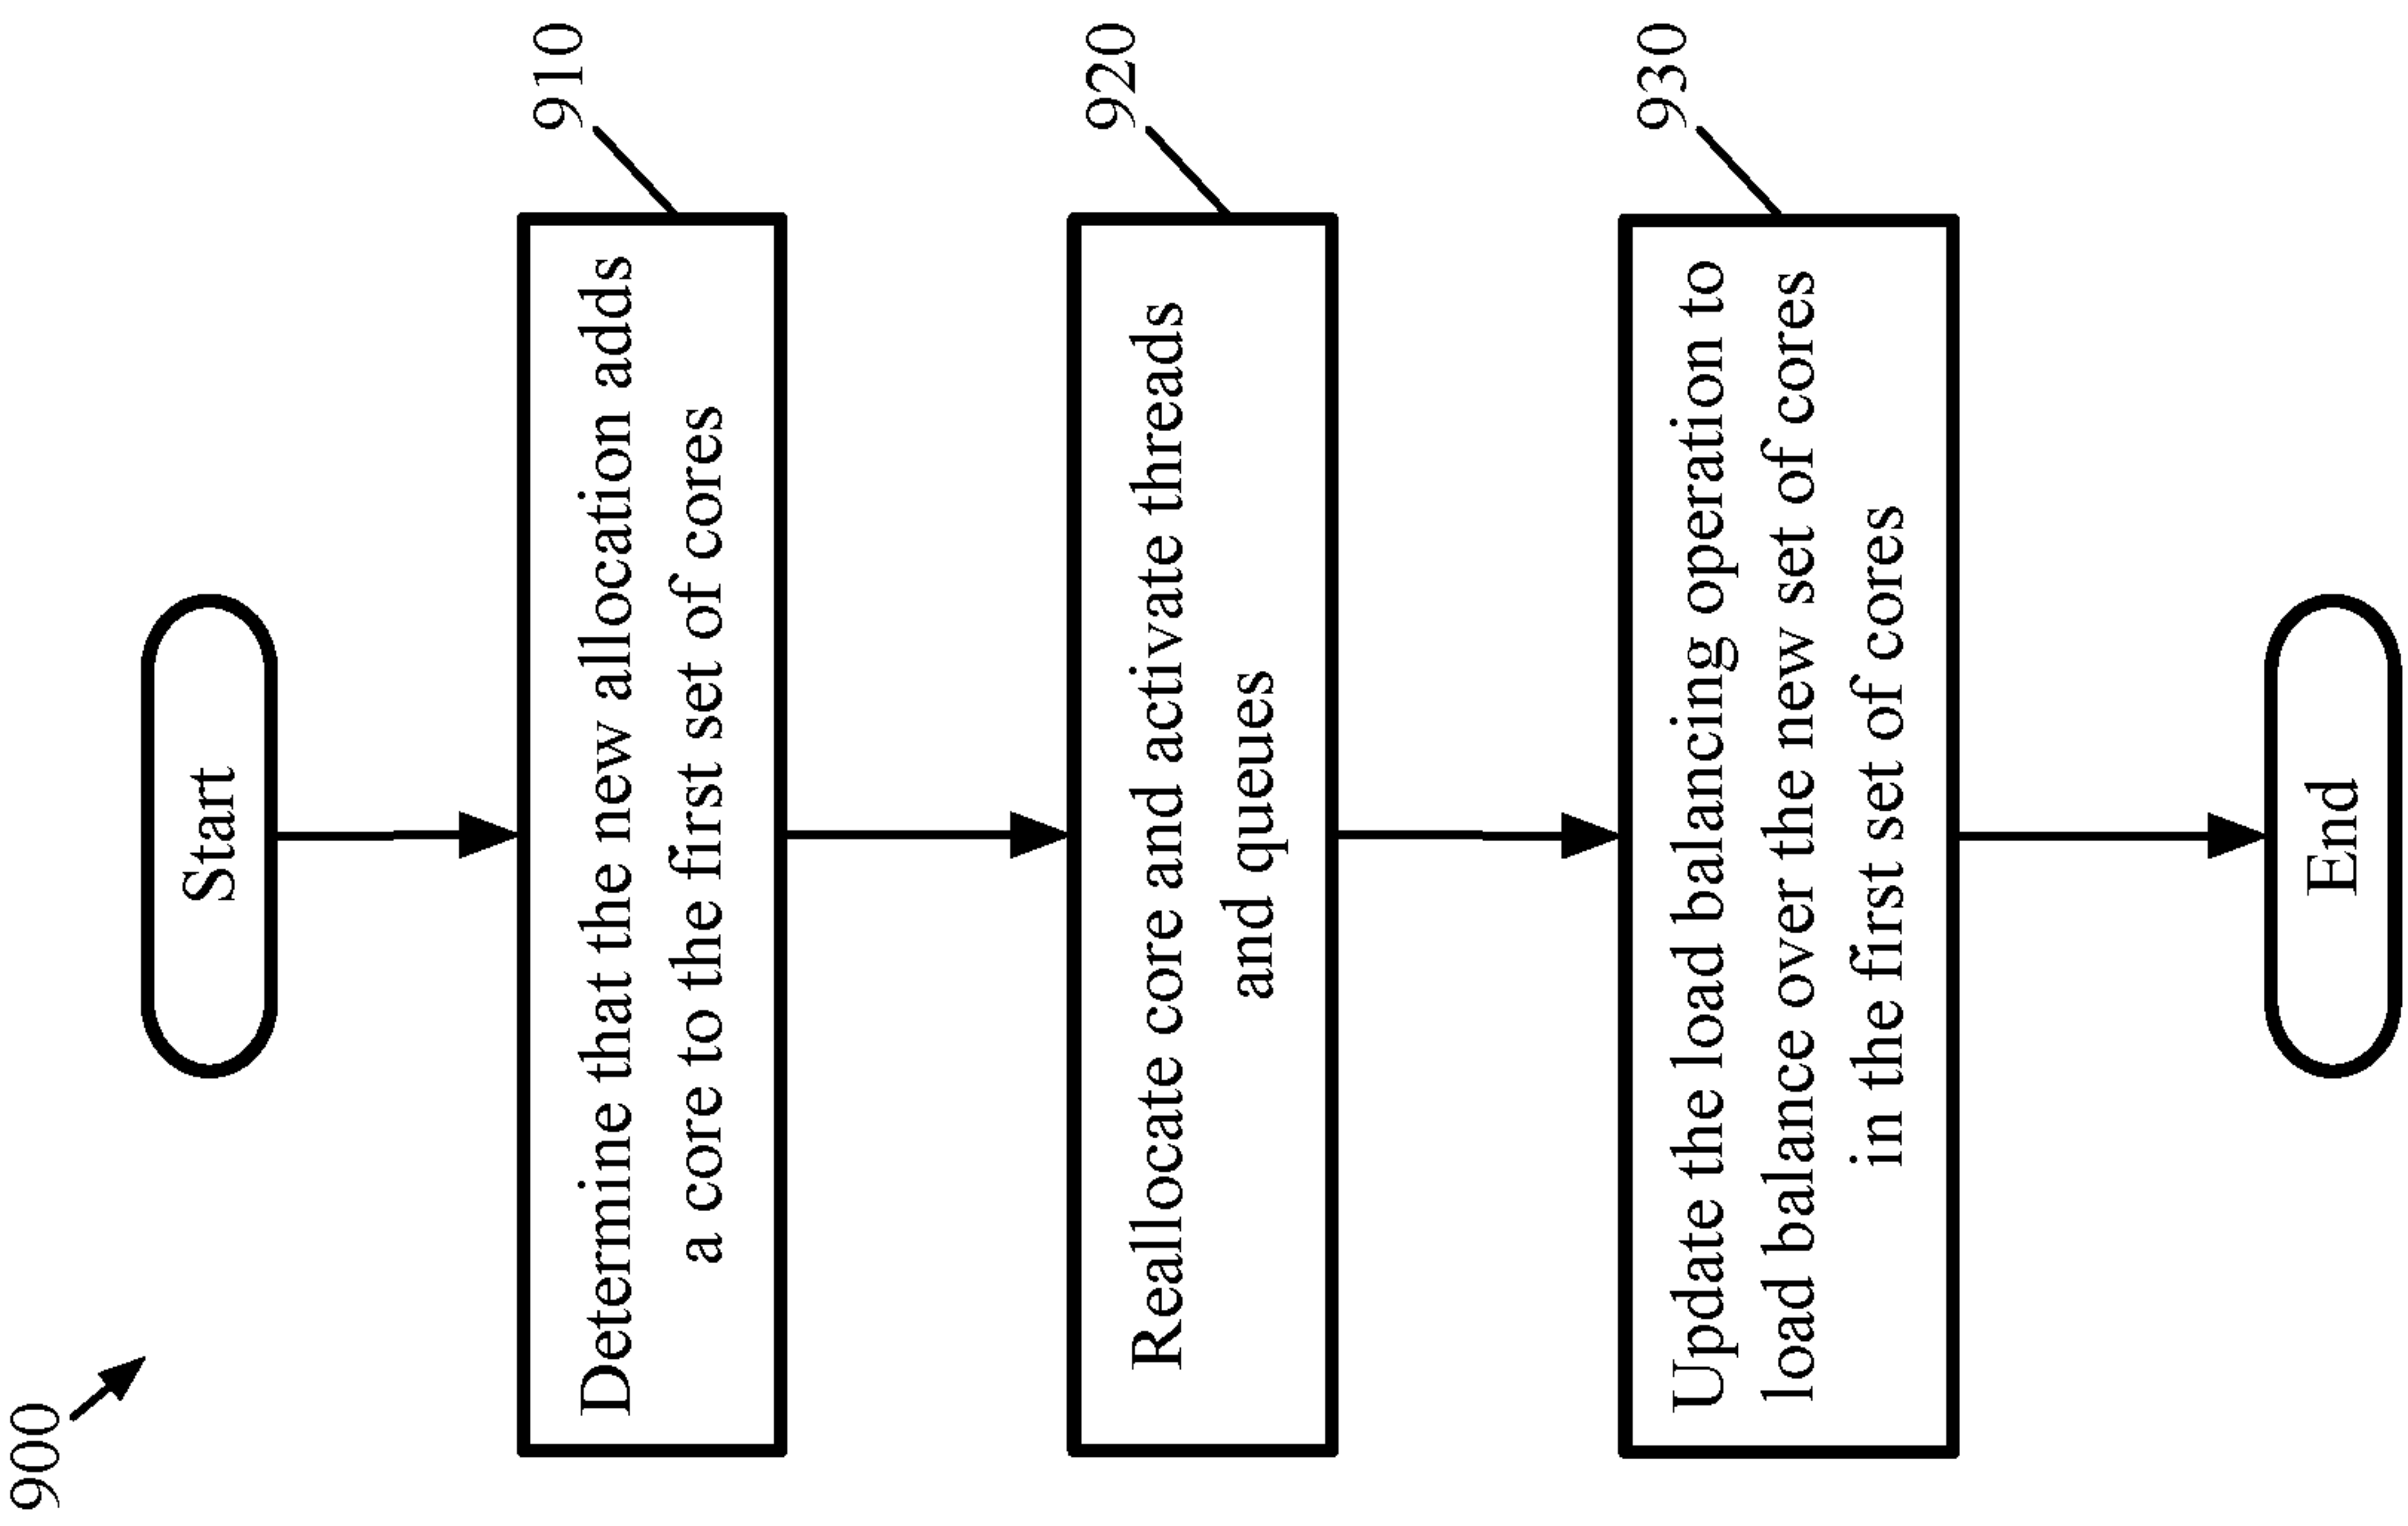 900
Start
910
Determine that the new allocation adds
a core to the first set of cores
920
Reallocate core and activate threads
and queues
930
Update the load balancing operation to
load balance over the new set of cores
in the first set of cores
End